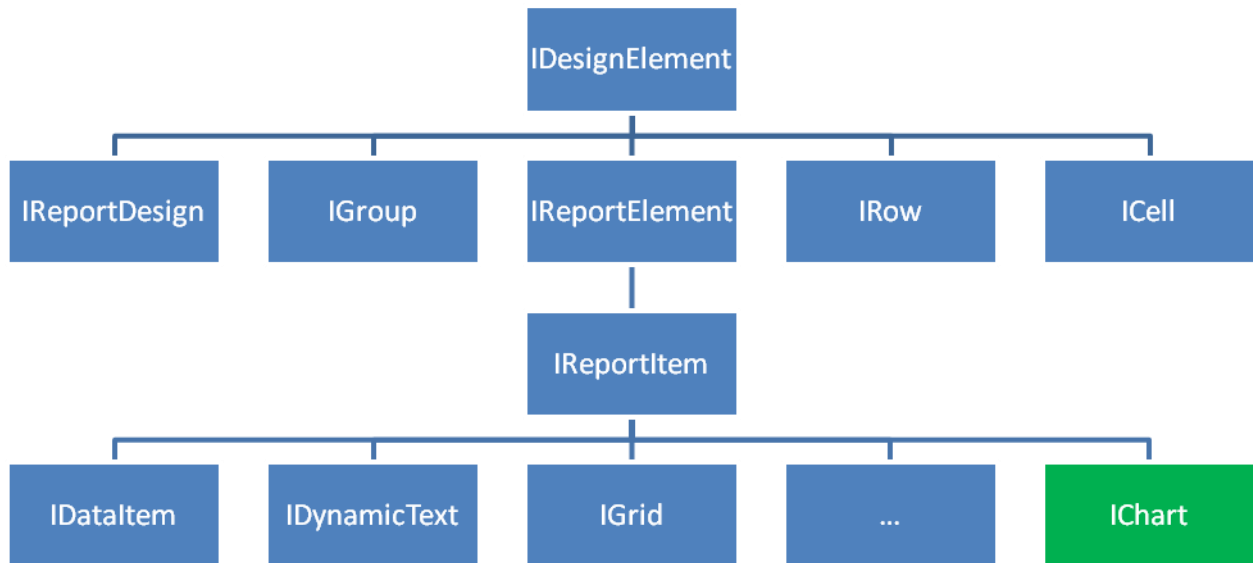 IDesignElement
IReportDesign
IGroup
IReportElement
IRow
ICell
IReportItem
IDataItem
IDynamicText
IGrid
...
IChart